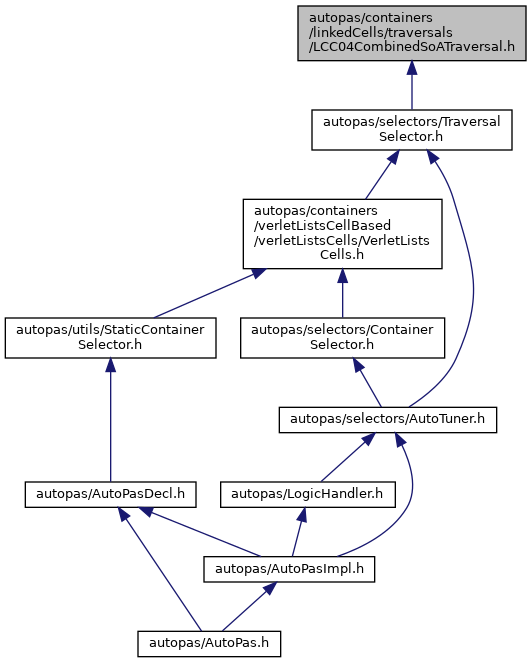 autopas/containers
/linkedCells/traversals
/LCC04CombinedSoATraversal.h
autopas/selectors/Traversal
Selector.h
autopas/containers
/verletListsCellBased
/verletListsCells/VerletLists
Cells.h
autopas/utils/StaticContainer
Selector.h
autopas/selectors/Container
Selector.h
autopas/selectors/AutoTuner.h
autopas/AutoPasDecl.h
autopas/LogicHandler.h
autopas/AutoPasImpl.h
autopas/AutoPas.h